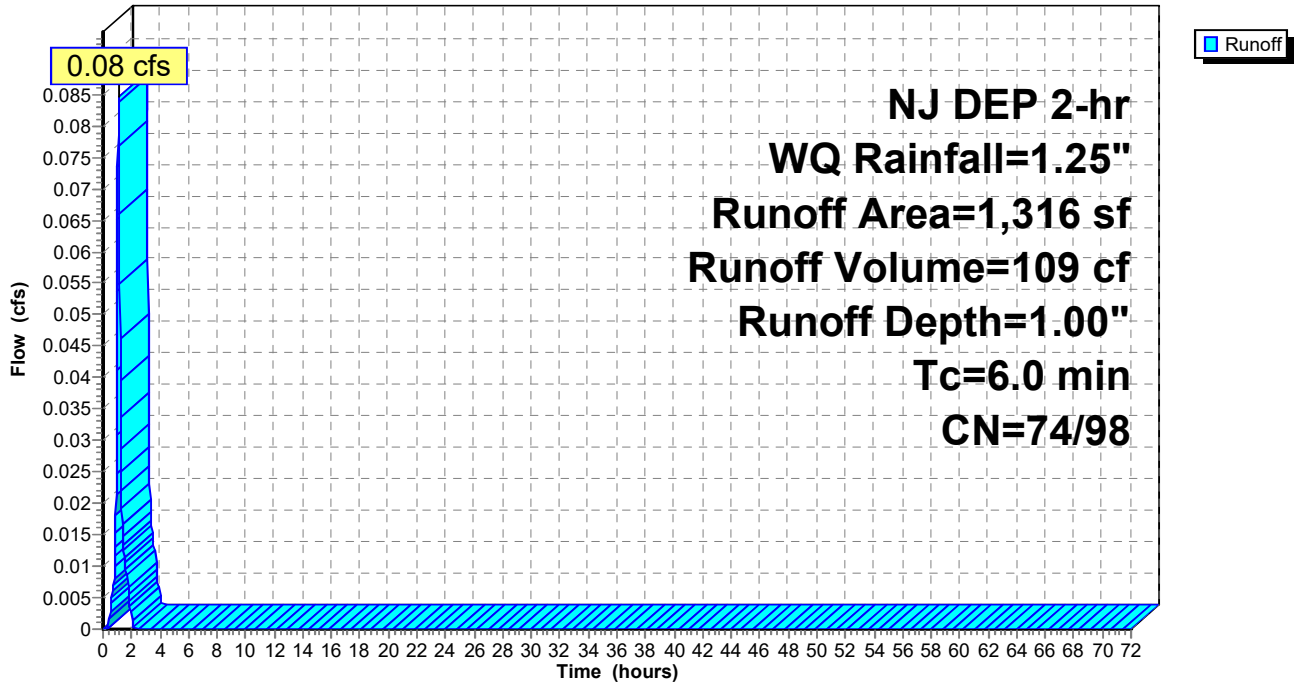 Runoff
0.08 cfs
NJ DEP 2-hr
WQ Rainfall=1.25"
Runoff Area=1,316 sf
Runoff Volume=109 cf
Runoff Depth=1.00"
Tc=6.0 min
CN=74/98
Flow (cfs)
0.085
0.08
0.075
0.07
0.065
0.06
0.055
0.05
0.045
0.04
0.035
0.03
0.025
0.02
0.015
0.01
0.005
0
0 2 4 6 8 10 12 14 16 18 20 22 24 26 28 30 32 34 36 38 40 42 44 46 48 50 52 54 56 58 60 62 64 66 68 70 72
Time (hours)